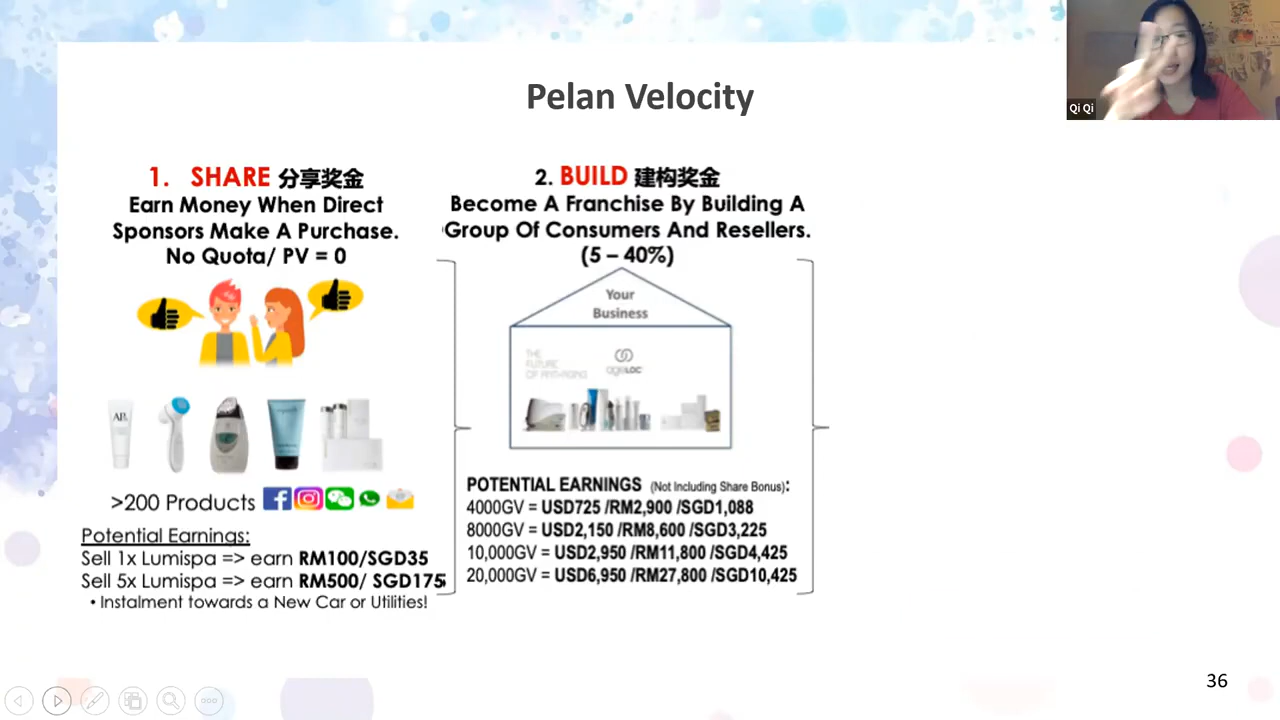 Pelan Velocity
Qi Qi
1. SHARE 分享奖金
Earn Money When Direct
Sponsors Make A Purchase.
No Quota/ PV = 0
>200 Products
Potential Earnings:
Sell 1x Lumispa => earn RM100/SGD35
Sell 5x Lumispa => earn RM500/ SGD175
• Instalment towards a New Car or Utilities!
2. BUILD 建构奖金
Become A Franchise By Building A
Group Of Consumers And Resellers.
(5 – 40%)
Your
Business
THE
FUTURE
OF ANTI-AGING
ageLOC
POTENTIAL EARNINGS (Not Including Share Bonus):
4000GV = USD725 /RM2,900 /SGD1,088
8000GV = USD2,150 /RM8,600 /SGD3,225
10,000GV = USD2,950 /RM11,800 /SGD4,425
20,000GV = USD6,950 /RM27,800 /SGD10,425
36